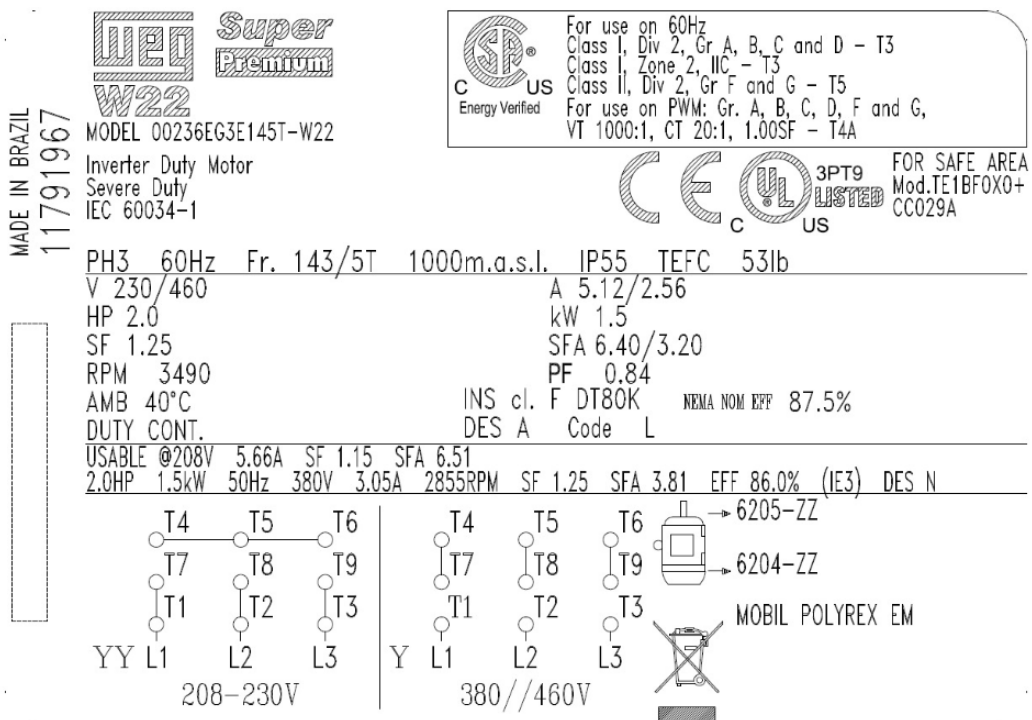 WEG
W22
Super
Premium
MODEL 00236EG3E145T-W22
Inverter Duty Motor
Severe Duty
IEC 60034-1
MADE IN BRAZIL
11791967
C SA ® US
Energy Verified
For use on 60Hz
Class I, Div 2, Gr A, B, C and D - T3
Class I, Zone 2, IIC - T3
Class II, Div 2, Gr F and G - T5
For use on PWM: Gr. A, B, C, D, F and G,
VT 1000:1, CT 20:1, 1.00SF - T4A
CE
C UL US
3PT9
LISTED
FOR SAFE AREA
Mod.TE1BF0X0+
CC029A
PH3 60Hz Fr. 143/5T 1000m.a.s.l. IP55 TEFC 53lb
V 230/460 A 5.12/2.56
HP 2.0 kW 1.5
SF 1.25 SFA 6.40/3.20
RPM 3490 PF 0.84
AMB 40°C INS cl. F DT80K NEMA NOM EFF 87.5%
DUTY CONT. DES A Code L
USABLE @208V 5.66A SF 1.15 SFA 6.51
2.0HP 1.5kW 50Hz 380V 3.05A 2855RPM SF 1.25 SFA 3.81 EFF 86.0% (IE3) DES N
T4 T5 T6
T7 T8 T9
T1 T2 T3
YY L1 L2 L3
208-230V
T4 T5 T6
T7 T8 T9
T1 T2 T3
Y L1 L2 L3
380//460V
6205-ZZ
6204-ZZ
MOBIL POLYREX EM